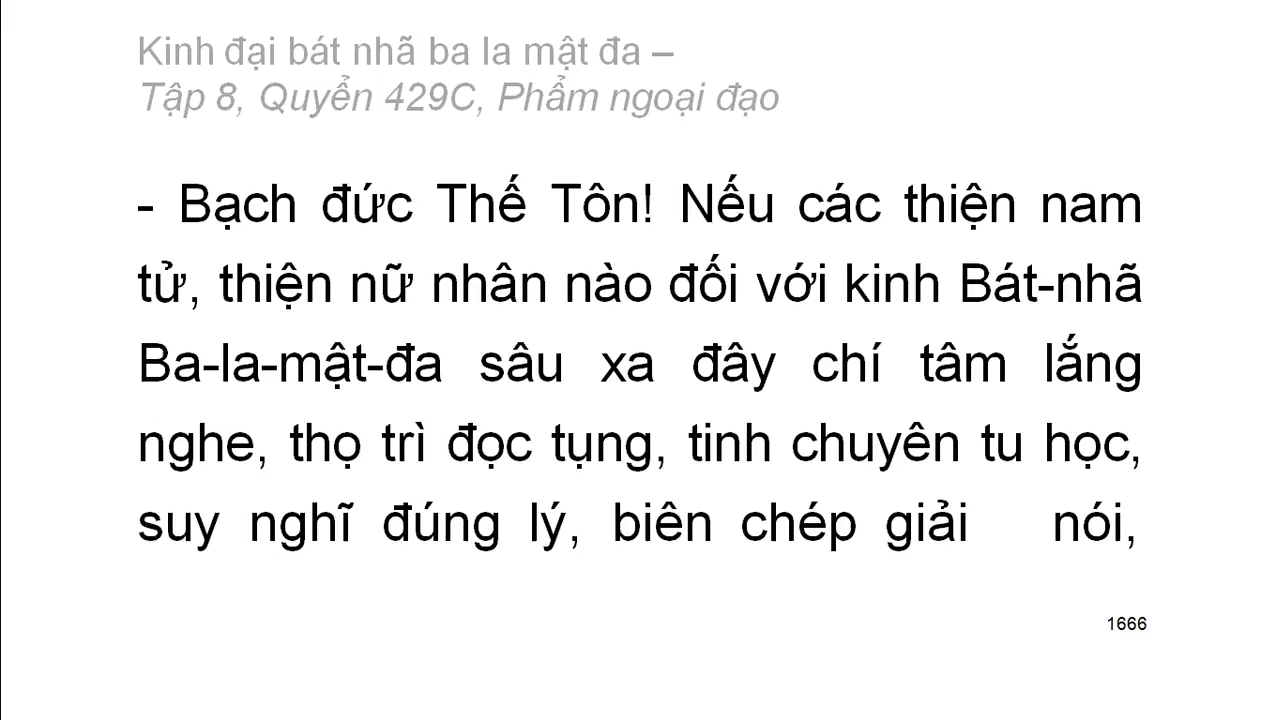 Kinh đại bát nhã ba la mật đa –
Tập 8, Quyển 429C, Phẩm ngoại đạo
- Bạch đức Thế Tôn! Nếu các thiện nam
tử, thiện nữ nhân nào đối với kinh Bát-nhã
Ba-la-mật-đa sâu xa đây chí tâm lắng
nghe, thọ trì đọc tụng, tinh chuyên tu học,
suy nghĩ đúng lý, biên chép giải nói,
1666